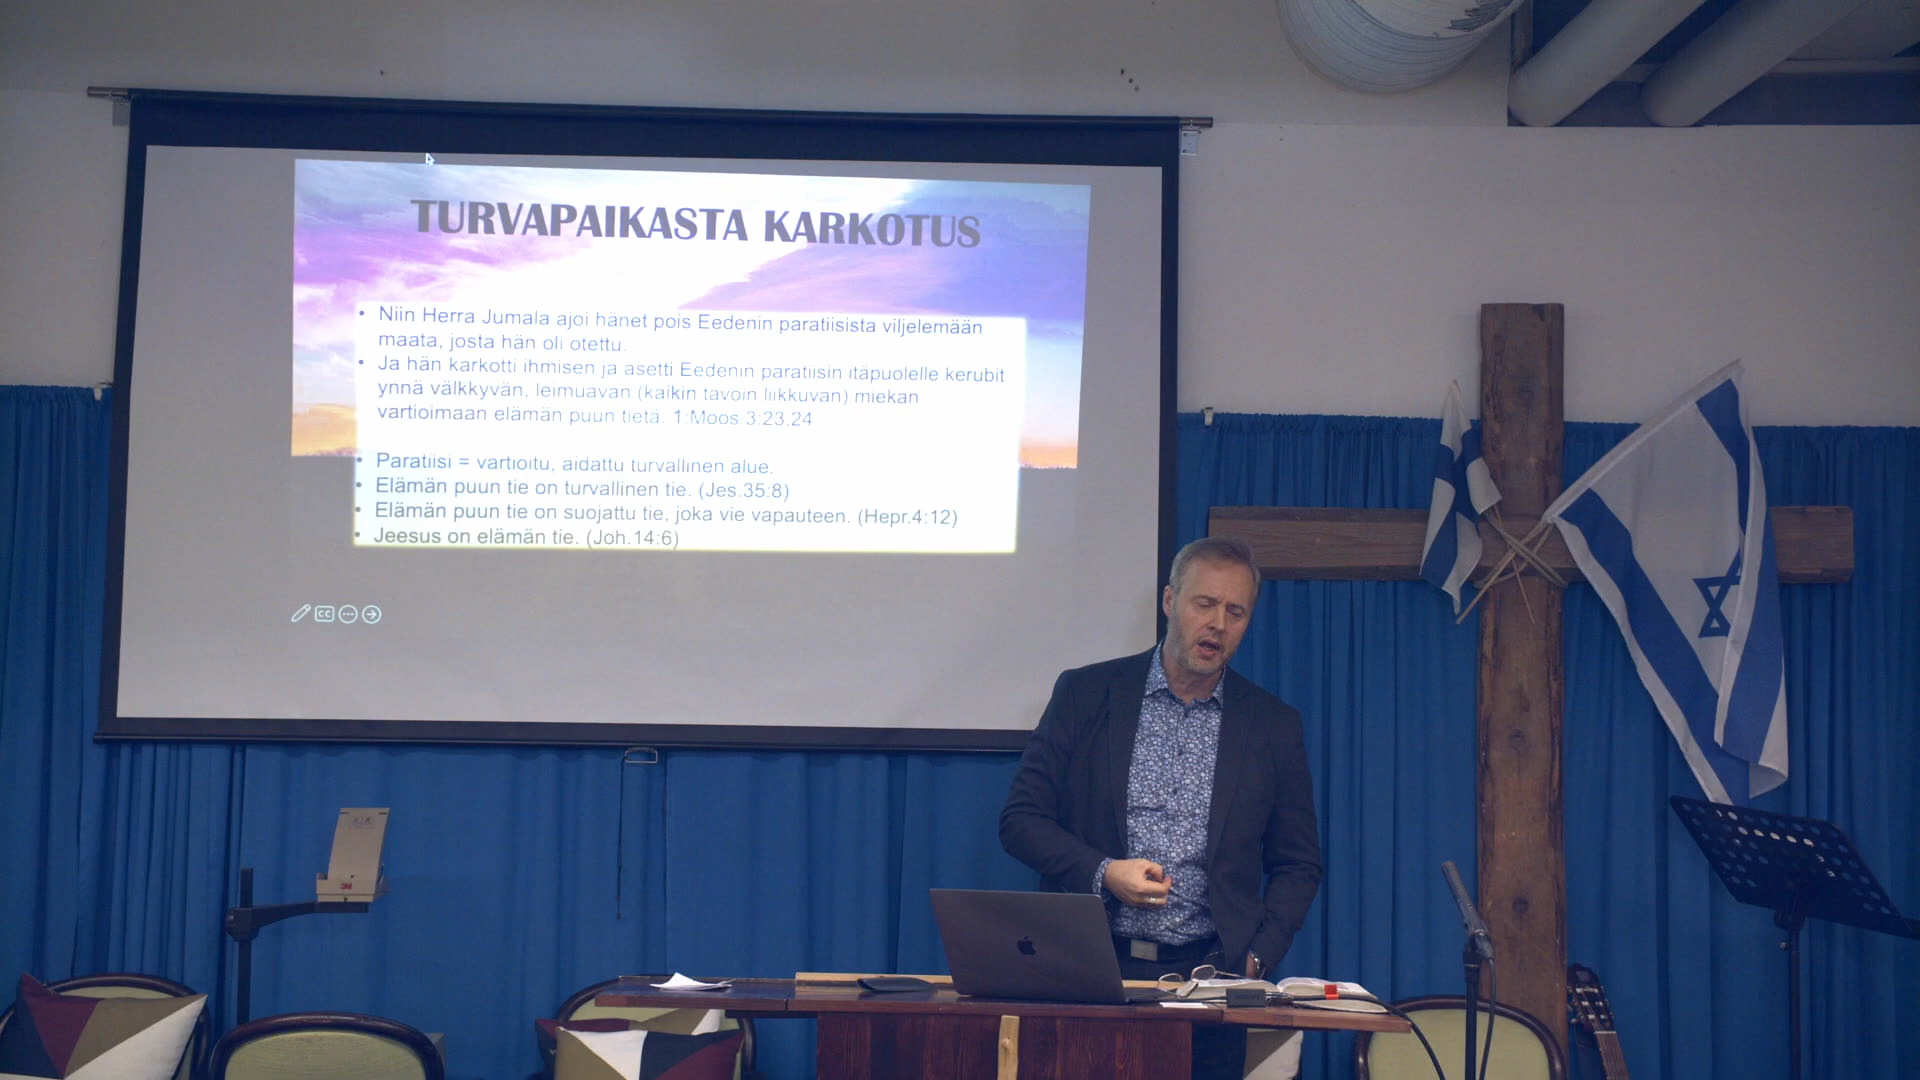 TURVAPAIKASTA KARKOTUS
• Niin Herra Jumala ajoi hänet pois Eedenin paratiisista viljelemään
maata, josta hän oli otettu.
• Ja hän karkotti ihmisen ja asetti Eedenin paratiisin itäpuolelle kerubit
ynnä välkkyvän, leimuavan (kaikin tavoin liikkuvan) miekan
vartioimaan elämän puun tietä. 1.Moos.3:23,24
• Paratiisi = vartioitu, aidattu turvallinen alue.
• Elämän puun tie on turvallinen tie. (Jes.35:8)
• Elämän puun tie on suojattu tie, joka vie vapauteen. (Hepr.4:12)
• Jeesus on elämän tie. (Joh.14:6)
CC
3M